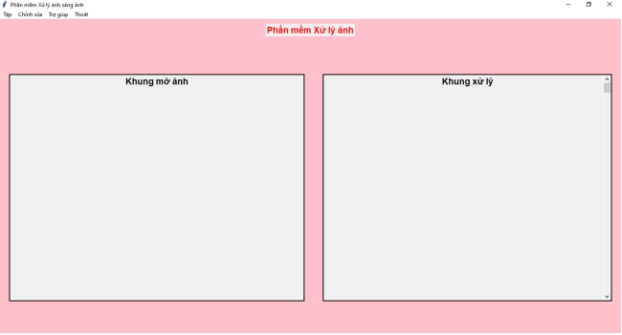 Phần mềm Xử lý ảnh sáng ảnh
Tệp Chỉnh sửa Trợ giúp Thoát
Phần mềm Xử lý ảnh
Khung mở ảnh
Khung xử lý